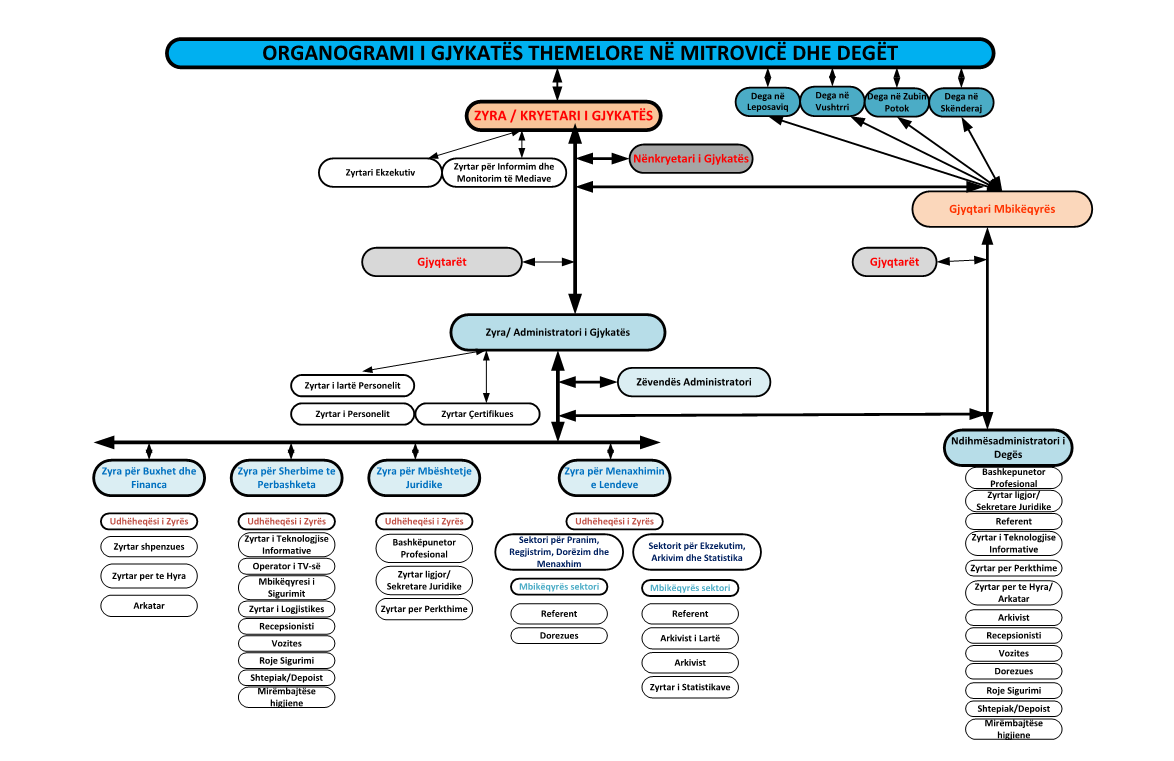 ORGANOGRAMI I GJYKATËS THEMELORE NË MITROVICË DHE DEGËT
Dega në
Leposaviq
Dega në
Vushtrri
Dega në Zubin
Potok
Dega në
Skënderaj
ZYRA / KRYETARI I GJYKATËS
Zyrtari Ekzekutiv
Zyrtar për Informim dhe
Monitorim të Mediave
Nënkryetari i Gjykatës
Gjyqtari Mbikëqyrës
Gjyqtarët
Gjyqtarët
Zyra/ Administratori i Gjykatës
Zyrtar i lartë Personelit
Zëvendës Administratori
Zyrtar i Personelit
Zyrtar Çertifikues
Ndihmësadministratori i
Degës
Zyra për Buxhet dhe
Financa
Zyra për Sherbime te
Perbashketa
Zyra për Mbështetje
Juridike
Zyra për Menaxhimin
e Lendeve
Udhëheqësi i Zyrës
Zyrtar shpenzues
Zyrtar per te Hyra
Arkatar
Udhëheqësi i Zyrës
Zyrtar i Teknologjise
Informative
Operator i TV-së
Mbikëqyresi i
Sigurimit
Zyrtar i Logjistikes
Recepsionisti
Vozites
Roje Sigurimi
Shtepiak/Depoist
Mirëmbajtëse
higjiene
Udhëheqësi i Zyrës
Bashkëpunetor
Profesional
Zyrtar ligjor/
Sekretare Juridike
Zyrtar per Perkthime
Udhëheqësi i Zyrës
Sektori për Pranim,
Regjistrim, Dorëzim dhe
Menaxhim
Mbikëqyrës sektori
Referent
Dorezues
Sektorit për Ekzekutim,
Arkivim dhe Statistika
Mbikëqyrës sektori
Referent
Arkivist i Lartë
Arkivist
Zyrtar i Statistikave
Bashkepunetor
Profesional
Zyrtar ligjor/
Sekretare Juridike
Referent
Zyrtar i Teknologjise
Informative
Zyrtar per Perkthime
Zyrtar per te Hyra/
Arkatar
Arkivist
Recepsionisti
Vozites
Dorezues
Roje Sigurimi
Shtepiak/Depoist
Mirëmbajtëse
higjiene